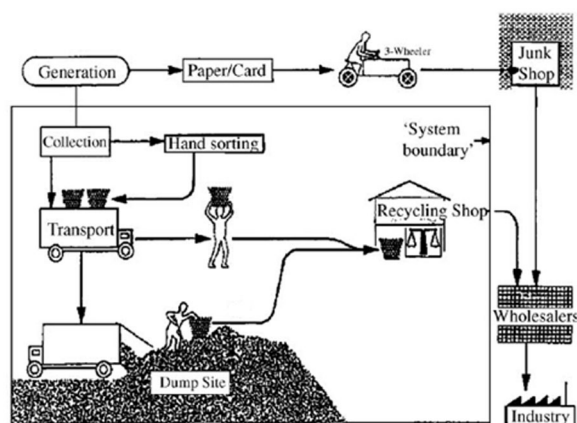 3-Wheeler
Generation
Paper/Card
Junk
Shop
Collection
Hand sorting
'System
boundary'
Transport
Recycling Shop
Wholesalers
Dump Site
Industry